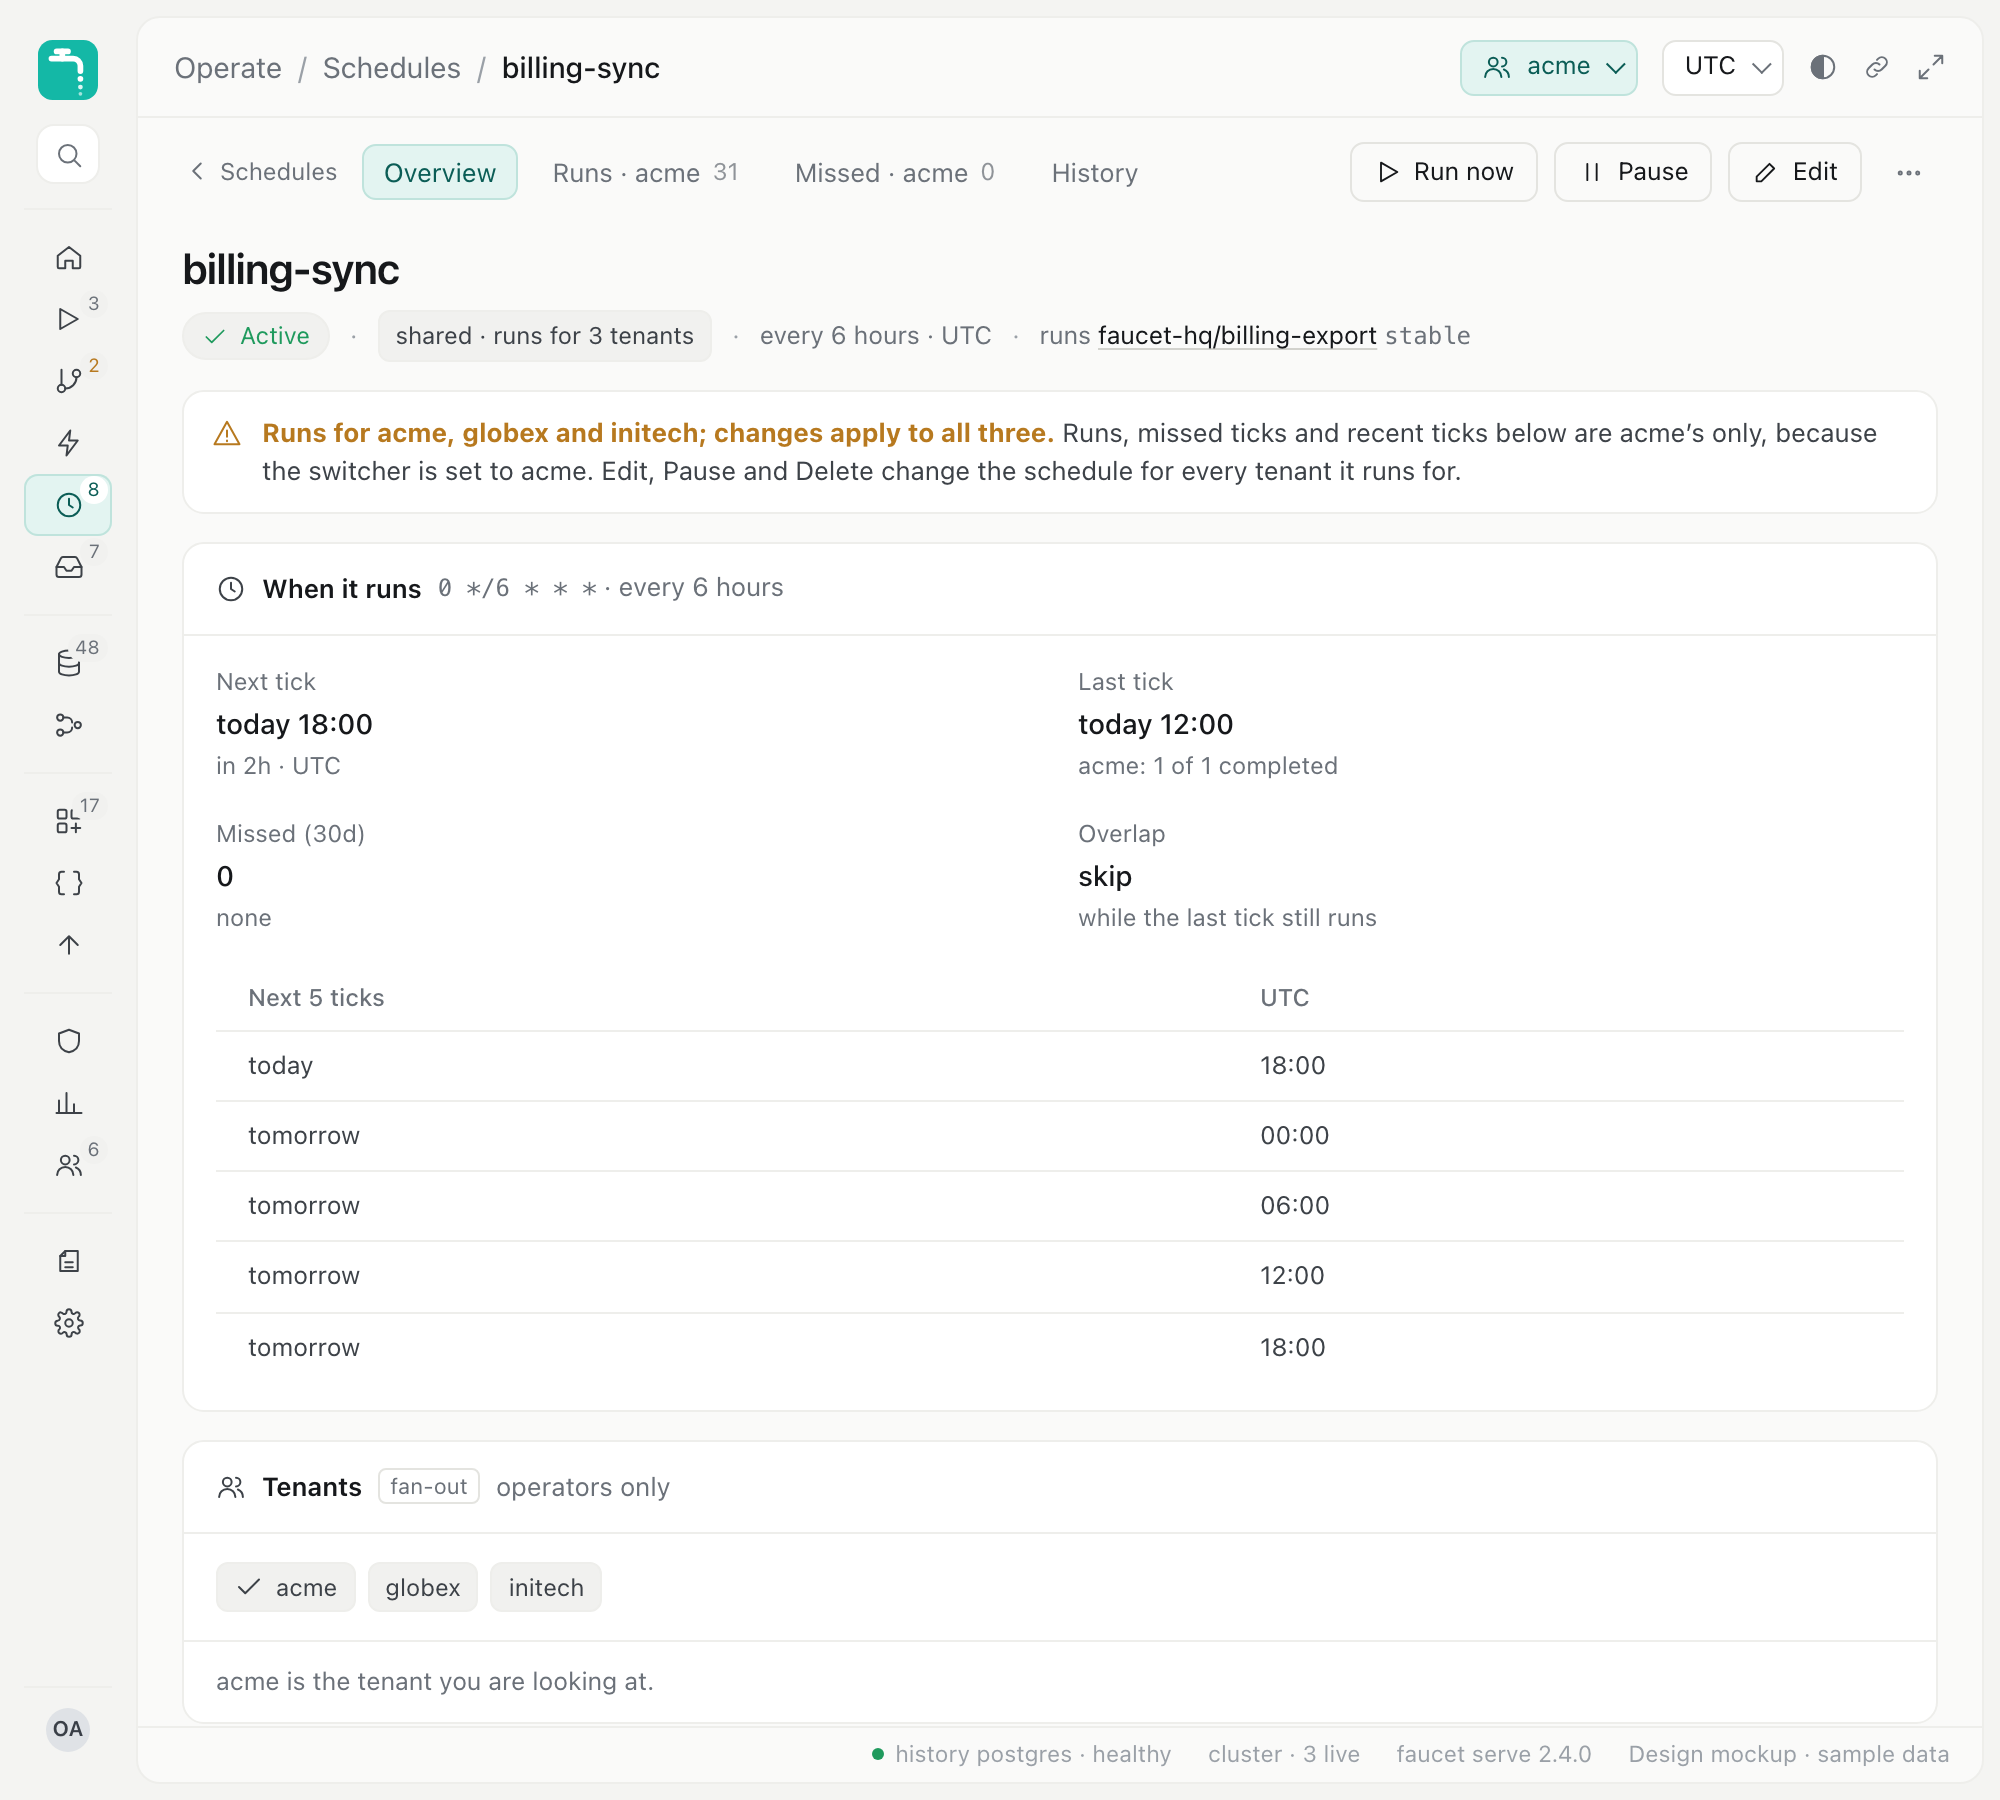 Operate / Schedules / billing-sync
acme
UTC
Schedules
Overview
Runs · acme 31
Missed · acme 0
History
Run now
Pause
Edit
billing-sync
Active · shared · runs for 3 tenants · every 6 hours · UTC · runs faucet-hq/billing-export stable
Runs for acme, globex and initech; changes apply to all three. Runs, missed ticks and recent ticks below are acme’s only, because
the switcher is set to acme. Edit, Pause and Delete change the schedule for every tenant it runs for.
When it runs 0 */6 * * * · every 6 hours
Next tick
today 18:00
in 2h · UTC
Last tick
today 12:00
acme: 1 of 1 completed
Missed (30d)
0
none
Overlap
skip
while the last tick still runs
Next 5 ticks UTC
today 18:00
tomorrow 00:00
tomorrow 06:00
tomorrow 12:00
tomorrow 18:00
Tenants fan-out operators only
acme globex initech
acme is the tenant you are looking at.
3
2
8
7
48
17
6
OA
history postgres · healthy cluster · 3 live faucet serve 2.4.0 Design mockup · sample data